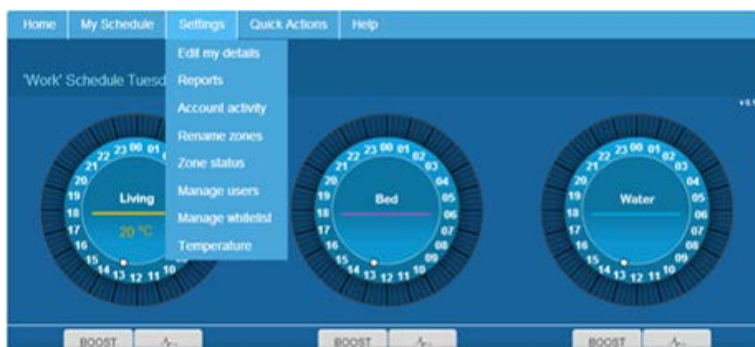 Home My Schedule Settings Quick Actions Help
Edit my details
'Work' Schedule Tuesd Reports
Account activity
Rename zones
Zone status
Manage users
Manage whitelist
Temperature
21 22 23 00 01
20
19
18
17
16
15 14 13 12 11 10
Living
20 °C
21 22 23 00 01 02 03
20 04
19 05
18 06
17 07
16 08
15 14 13 12 11 10 09
Bed
21 22 23 00 01 02 03
20 04
19 05
18 06
17 07
16 08
15 14 13 12 11 10 09
Water
BOOST
BOOST
BOOST